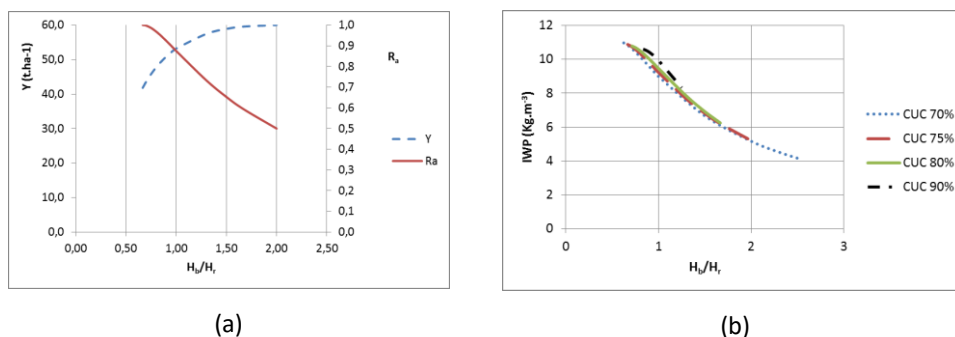 60,0
50,0
40,0
30,0
20,0
10,0
0,0
Y (t.ha-1)
0,00 0,50 1,00 1,50 2,00 2,50
Hb/Hr
1,0
0,9
0,8
0,7
0,6
0,5
0,4
0,3
0,2
0,1
0,0
Ra
Y
Ra
(a)
12
10
8
6
4
2
0
IWP (Kg.m-3)
0 1 2 3
Hb/Hr
CUC 70%
CUC 75%
CUC 80%
CUC 90%
(b)